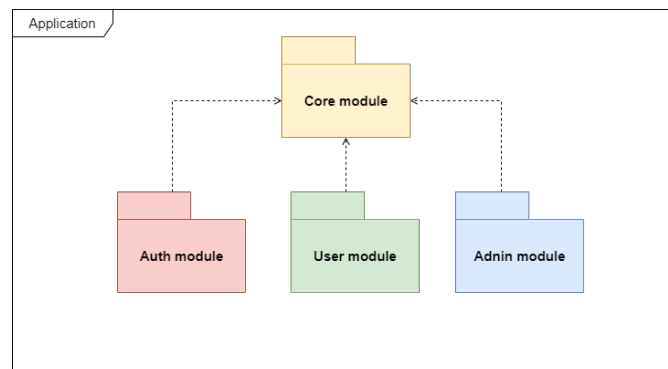 Application
Core module
Auth module
User module
Adnin module